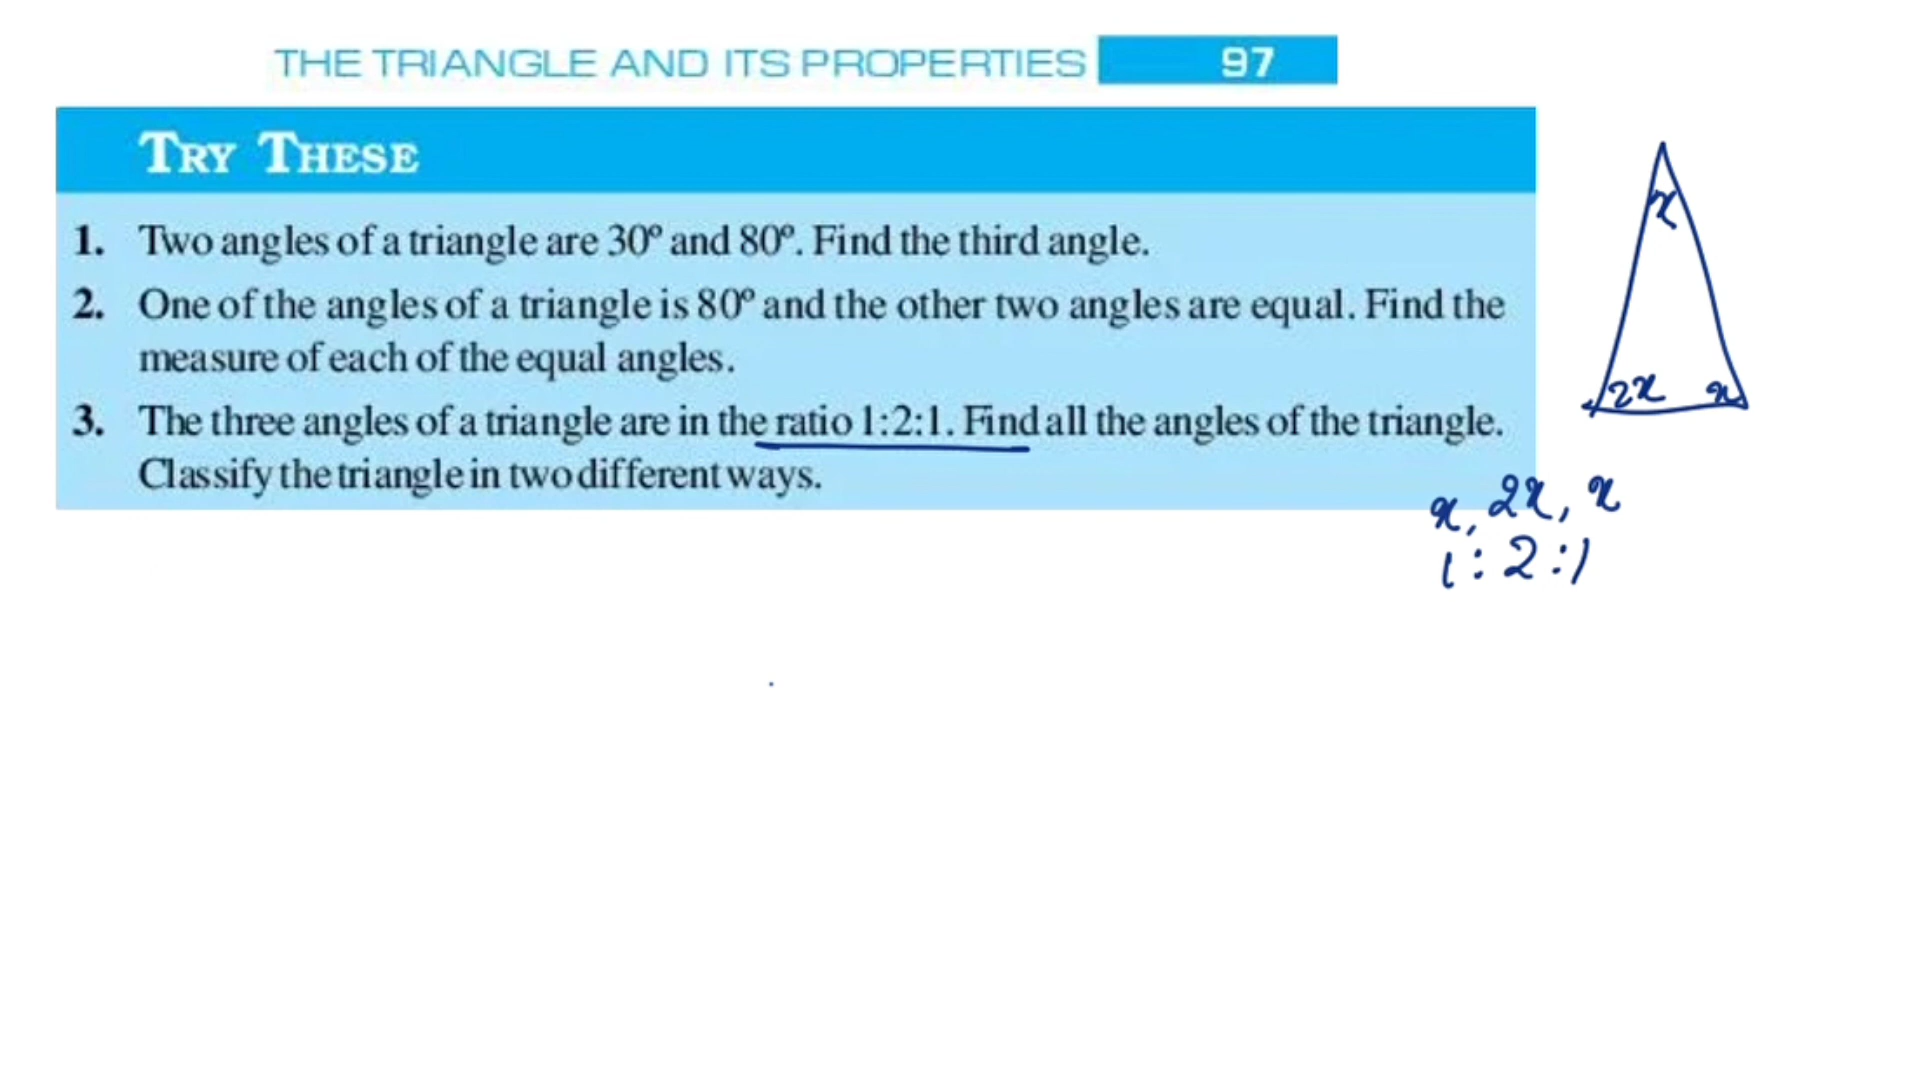 THE TRIANGLE AND ITS PROPERTIES 97
TRY THESE
1. Two angles of a triangle are 30º and 80º. Find the third angle.
2. One of the angles of a triangle is 80º and the other two angles are equal. Find the
measure of each of the equal angles.
3. The three angles of a triangle are in the ratio 1:2:1. Find all the angles of the triangle.
Classify the triangle in two different ways.
x
2x x
x, 2x, x
1:2:1